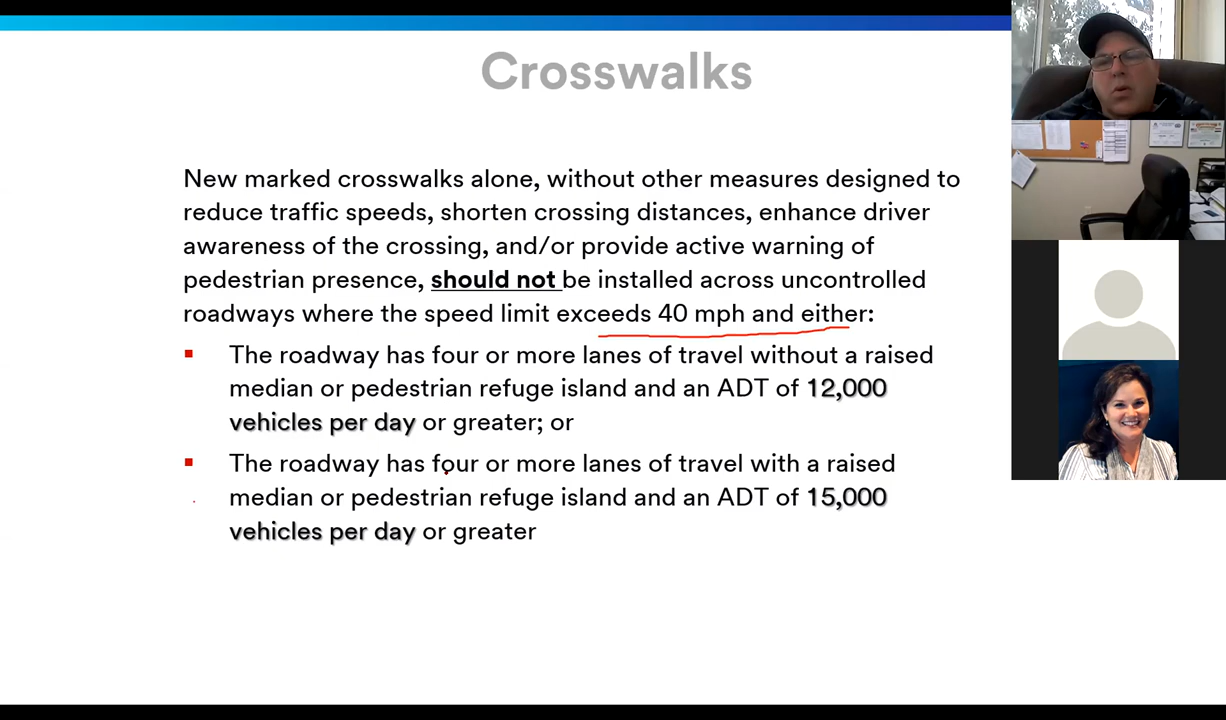 Crosswalks
New marked crosswalks alone, without other measures designed to
reduce traffic speeds, shorten crossing distances, enhance driver
awareness of the crossing, and/or provide active warning of
pedestrian presence, should not be installed across uncontrolled
roadways where the speed limit exceeds 40 mph and either:
The roadway has four or more lanes of travel without a raised
median or pedestrian refuge island and an ADT of 12,000
vehicles per day or greater; or
The roadway has four or more lanes of travel with a raised
median or pedestrian refuge island and an ADT of 15,000
vehicles per day or greater